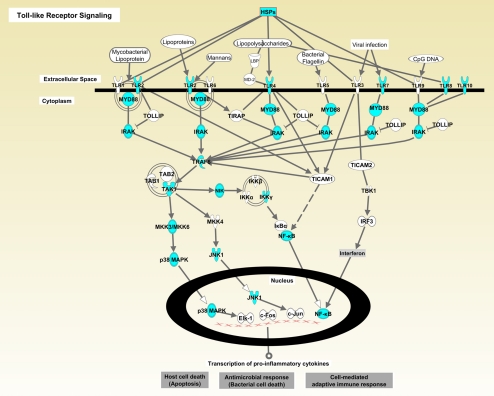 Toll-like Receptor Signaling
HSPs
Mycobacterial
Lipoprotein
Lipoproteins
Mannans
Lipopolysaccharides
LBP
MD-2
Bacterial
Flagellin
Viral infection
CpG DNA
Extracellular Space
TLR1 TLR2 TLR2 TLR6 TLR4 TLR5 TLR3 TLR7 TLR9 TLR8 TLR10
Cytoplasm
MYD88 MYD88 MYD88 MYD88 MYD88 MYD88
TOLLIP TIRAP TOLLIP TOLLIP TOLLIP
IRAK IRAK IRAK IRAK IRAK IRAK
TRAF6
TICAM2
TAB2
TAB1
TAK1
NIK
IKKβ
IKKα IKKγ
TICAM1
TBK1
MKK3/MKK6
MKK4
IκBα
NF-κB
IRF3
p38 MAPK
JNK1
Interferon
Nucleus
p38 MAPK
JNK1
Elk-1
c-Fos
c-Jun
NF-κB
Transcription of pro-inflammatory cytokines
Host cell death
(Apoptosis)
Antimicrobial response
(Bacterial cell death)
Cell-mediated
adaptive immune response